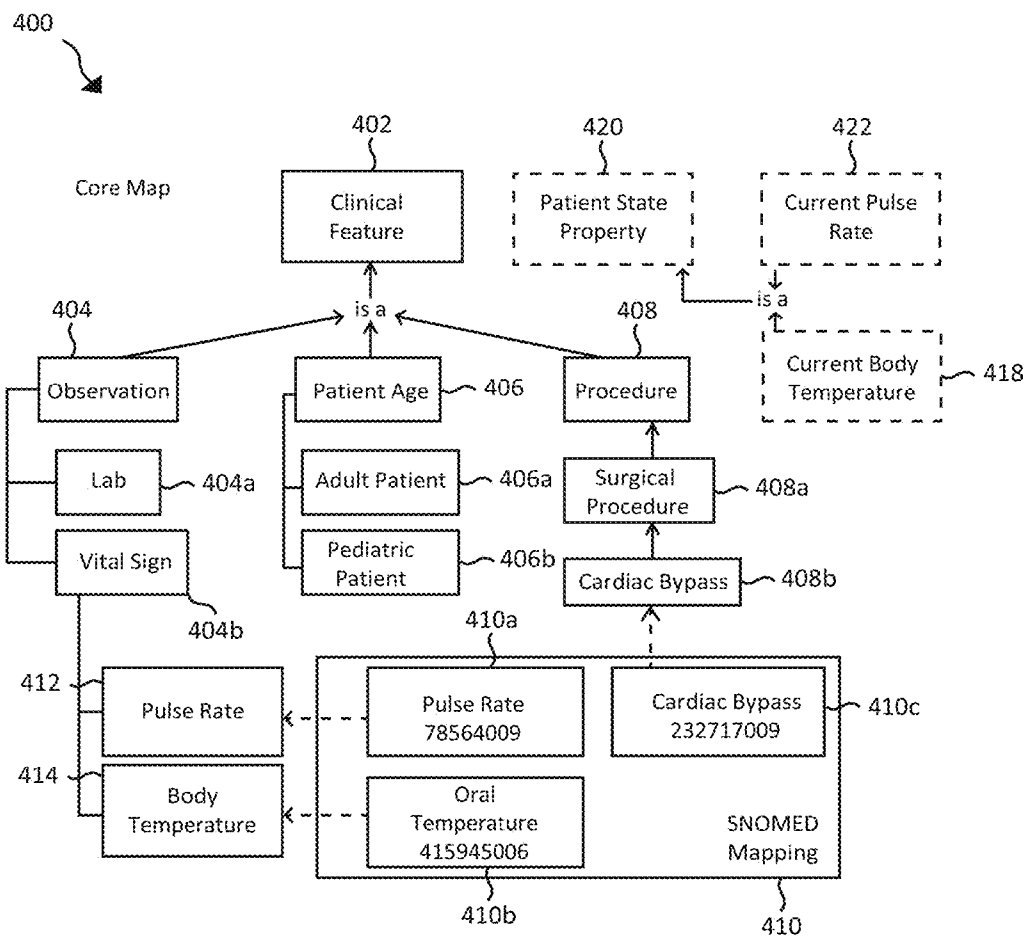 400
402
420
422
Core Map
Clinical
Feature
Patient State
Property
Current Pulse
Rate
is a
is a
404
408
Observation
Patient Age
406
Procedure
Current Body
Temperature
418
Lab
404a
Adult Patient
406a
Surgical
Procedure
408a
Vital Sign
404b
Pediatric
Patient
406b
Cardiac Bypass
408b
410a
412
Pulse Rate
Pulse Rate
78564009
Cardiac Bypass
232717009
410c
414
Body
Temperature
Oral
Temperature
415945006
SNOMED
Mapping
410b
410